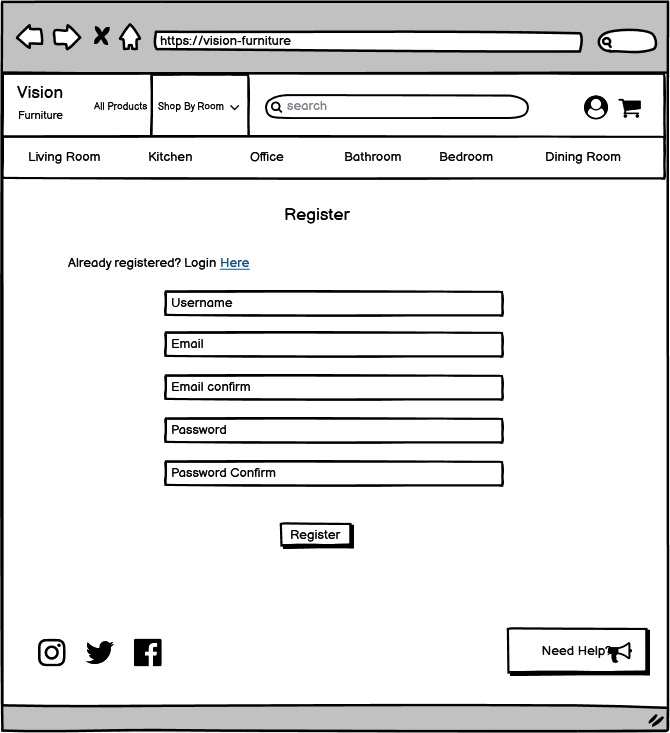 https://vision-furniture
Vision
Furniture
All Products
Shop By Room
search
Living Room
Kitchen
Office
Bathroom
Bedroom
Dining Room
Register
Already registered? Login Here
Username
Email
Email confirm
Password
Password Confirm
Register
Need Help?